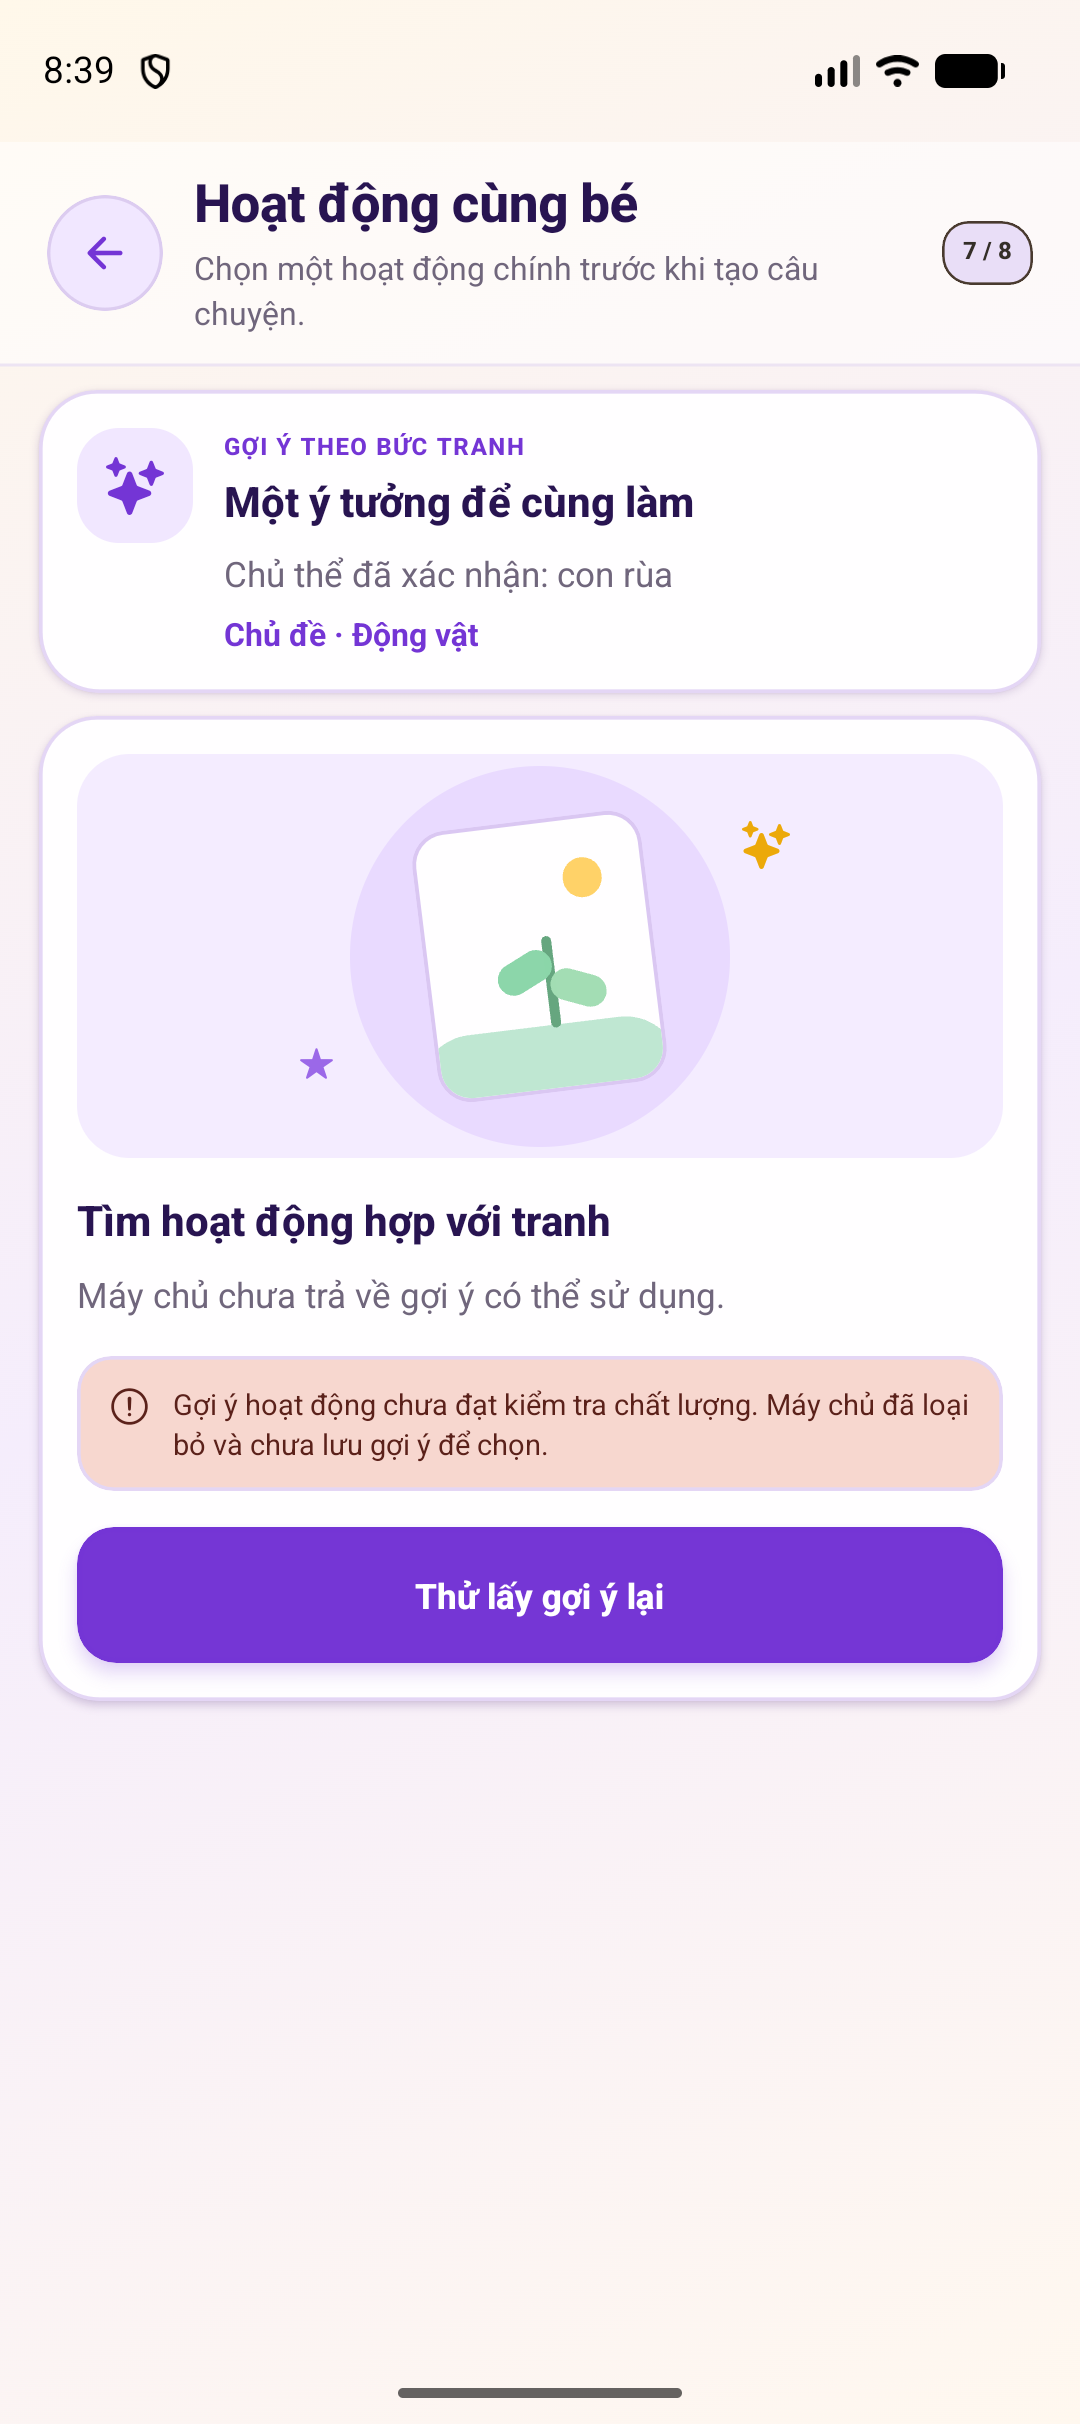 8:39
Hoạt động cùng bé
Chọn một hoạt động chính trước khi tạo câu
chuyện.
7 / 8
GỢI Ý THEO BỨC TRANH
Một ý tưởng để cùng làm
Chủ thể đã xác nhận: con rùa
Chủ đề · Động vật
Tìm hoạt động hợp với tranh
Máy chủ chưa trả về gợi ý có thể sử dụng.
Gợi ý hoạt động chưa đạt kiểm tra chất lượng. Máy chủ đã loại
bỏ và chưa lưu gợi ý để chọn.
Thử lấy gợi ý lại